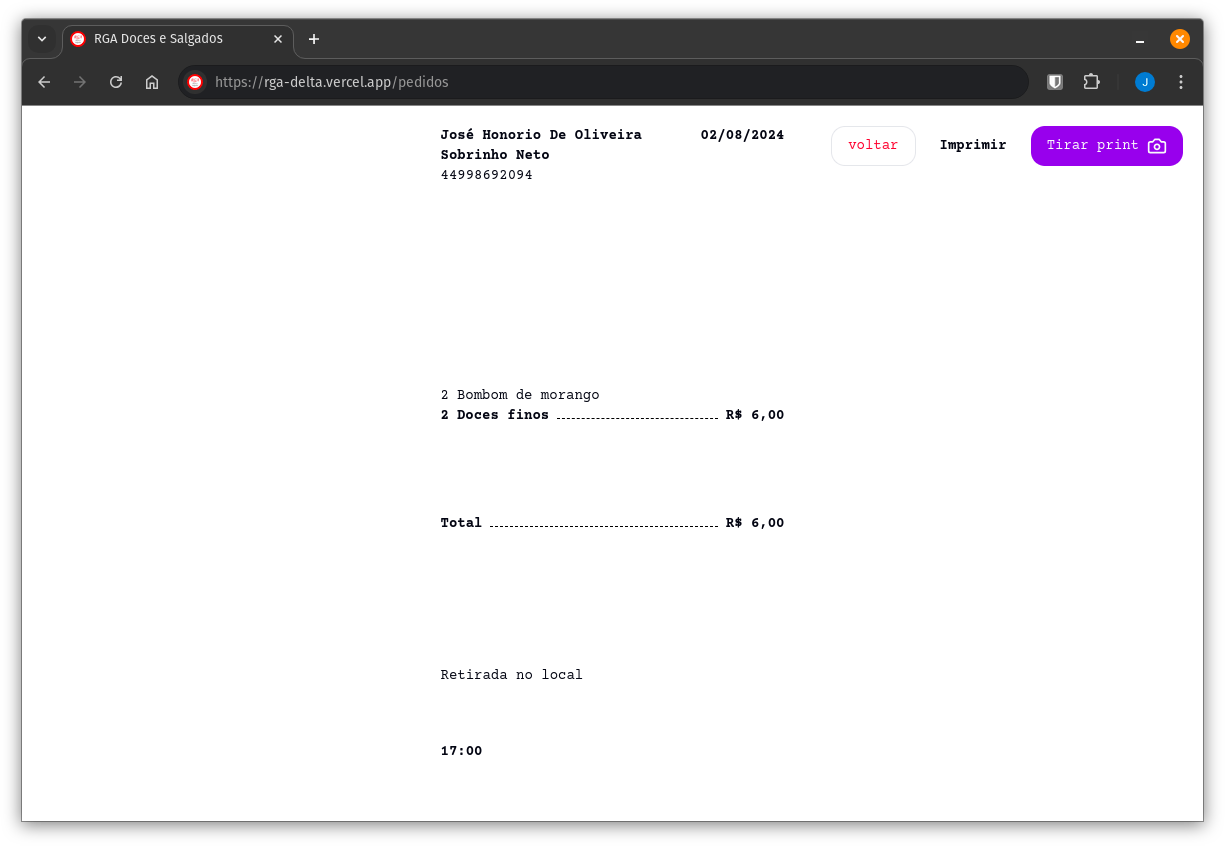 RGA Doces e Salgados
https://rga-delta.vercel.app/pedidos
J
José Honorio De Oliveira 02/08/2024
Sobrinho Neto
44998692094
voltar Imprimir Tirar print
2 Bombom de morango
2 Doces finos R$ 6,00
Total R$ 6,00
Retirada no local
17:00